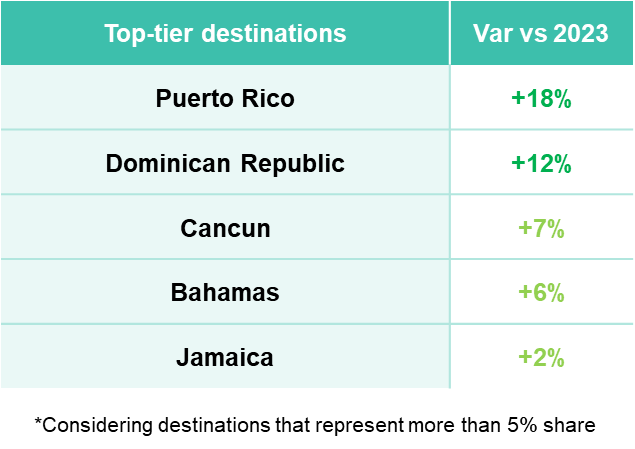 Top-tier destinations Var vs 2023
Puerto Rico +18%
Dominican Republic +12%
Cancun +7%
Bahamas +6%
Jamaica +2%
*Considering destinations that represent more than 5% share